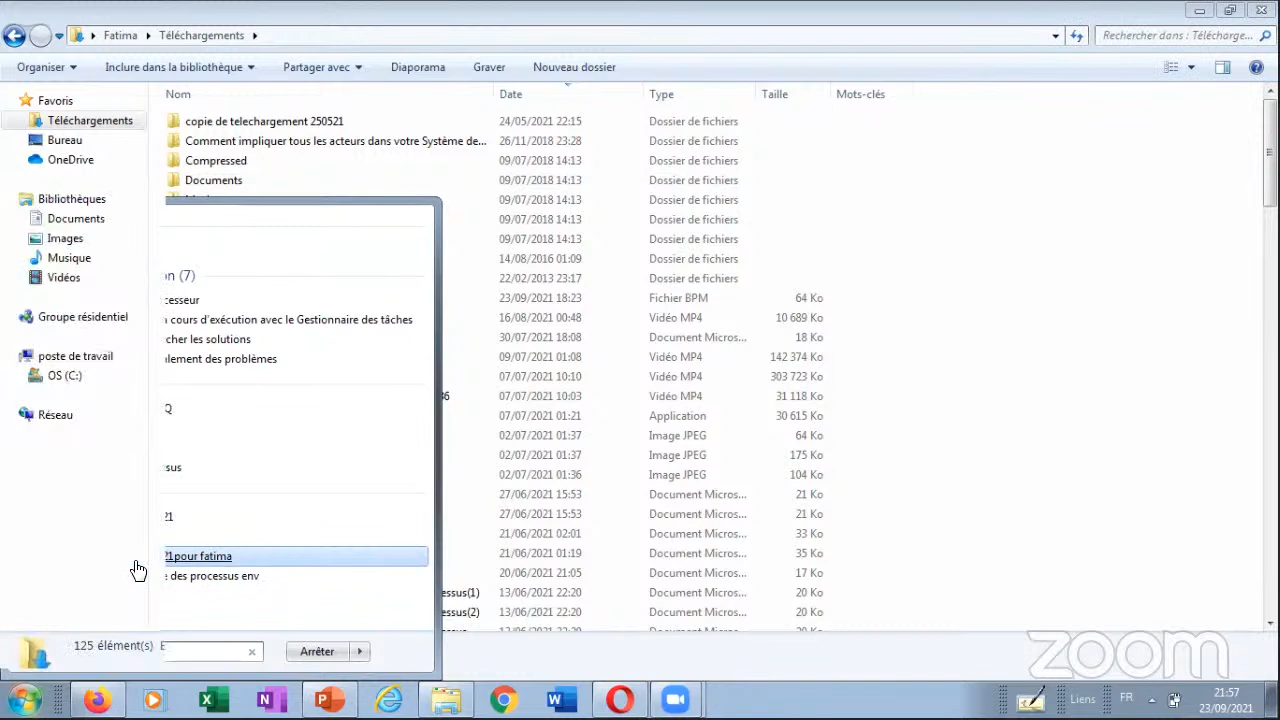 Fatima Téléchargements
Rechercher dans : Télécharge...
Organiser Inclure dans la bibliothèque Partager avec Diaporama Graver Nouveau dossier
Nom Date Type Taille Mots-clés
Favoris
Téléchargements
Bureau
OneDrive
Bibliothèques
Documents
Images
Musique
Vidéos
Groupe résidentiel
poste de travail
OS (C:)
Réseau
copie de telechargement 250521 24/05/2021 22:15 Dossier de fichiers
Comment impliquer tous les acteurs dans votre Système de... 26/11/2018 23:28 Dossier de fichiers
Compressed 09/07/2018 14:13 Dossier de fichiers
Documents 09/07/2018 14:13 Dossier de fichiers
09/07/2018 14:13 Dossier de fichiers
09/07/2018 14:13 Dossier de fichiers
09/07/2018 14:13 Dossier de fichiers
14/08/2016 01:09 Dossier de fichiers
22/02/2013 23:17 Dossier de fichiers
23/09/2021 18:23 Fichier BPM 64 Ko
16/08/2021 00:48 Vidéo MP4 10 689 Ko
30/07/2021 18:08 Document Micros... 18 Ko
09/07/2021 01:08 Vidéo MP4 142 374 Ko
07/07/2021 10:10 Vidéo MP4 303 723 Ko
36 07/07/2021 10:03 Vidéo MP4 31 118 Ko
07/07/2021 01:21 Application 30 615 Ko
02/07/2021 01:37 Image JPEG 64 Ko
02/07/2021 01:37 Image JPEG 175 Ko
02/07/2021 01:36 Image JPEG 104 Ko
27/06/2021 15:53 Document Micros... 21 Ko
27/06/2021 15:53 Document Micros... 21 Ko
21/06/2021 02:01 Document Micros... 33 Ko
21/06/2021 01:19 Document Micros... 35 Ko
20/06/2021 21:05 Document Micros... 17 Ko
essus(1) 13/06/2021 22:20 Document Micros... 20 Ko
essus(2) 13/06/2021 22:20 Document Micros... 20 Ko
on (7)
cesseur
cours d'exécution avec le Gestionnaire des tâches
cher les solutions
alement des problèmes
Q
sus
21
21pour fatima
e des processus env
125 élément(s) E
Arrêter
zoom
Liens FR 21:57
23/09/2021